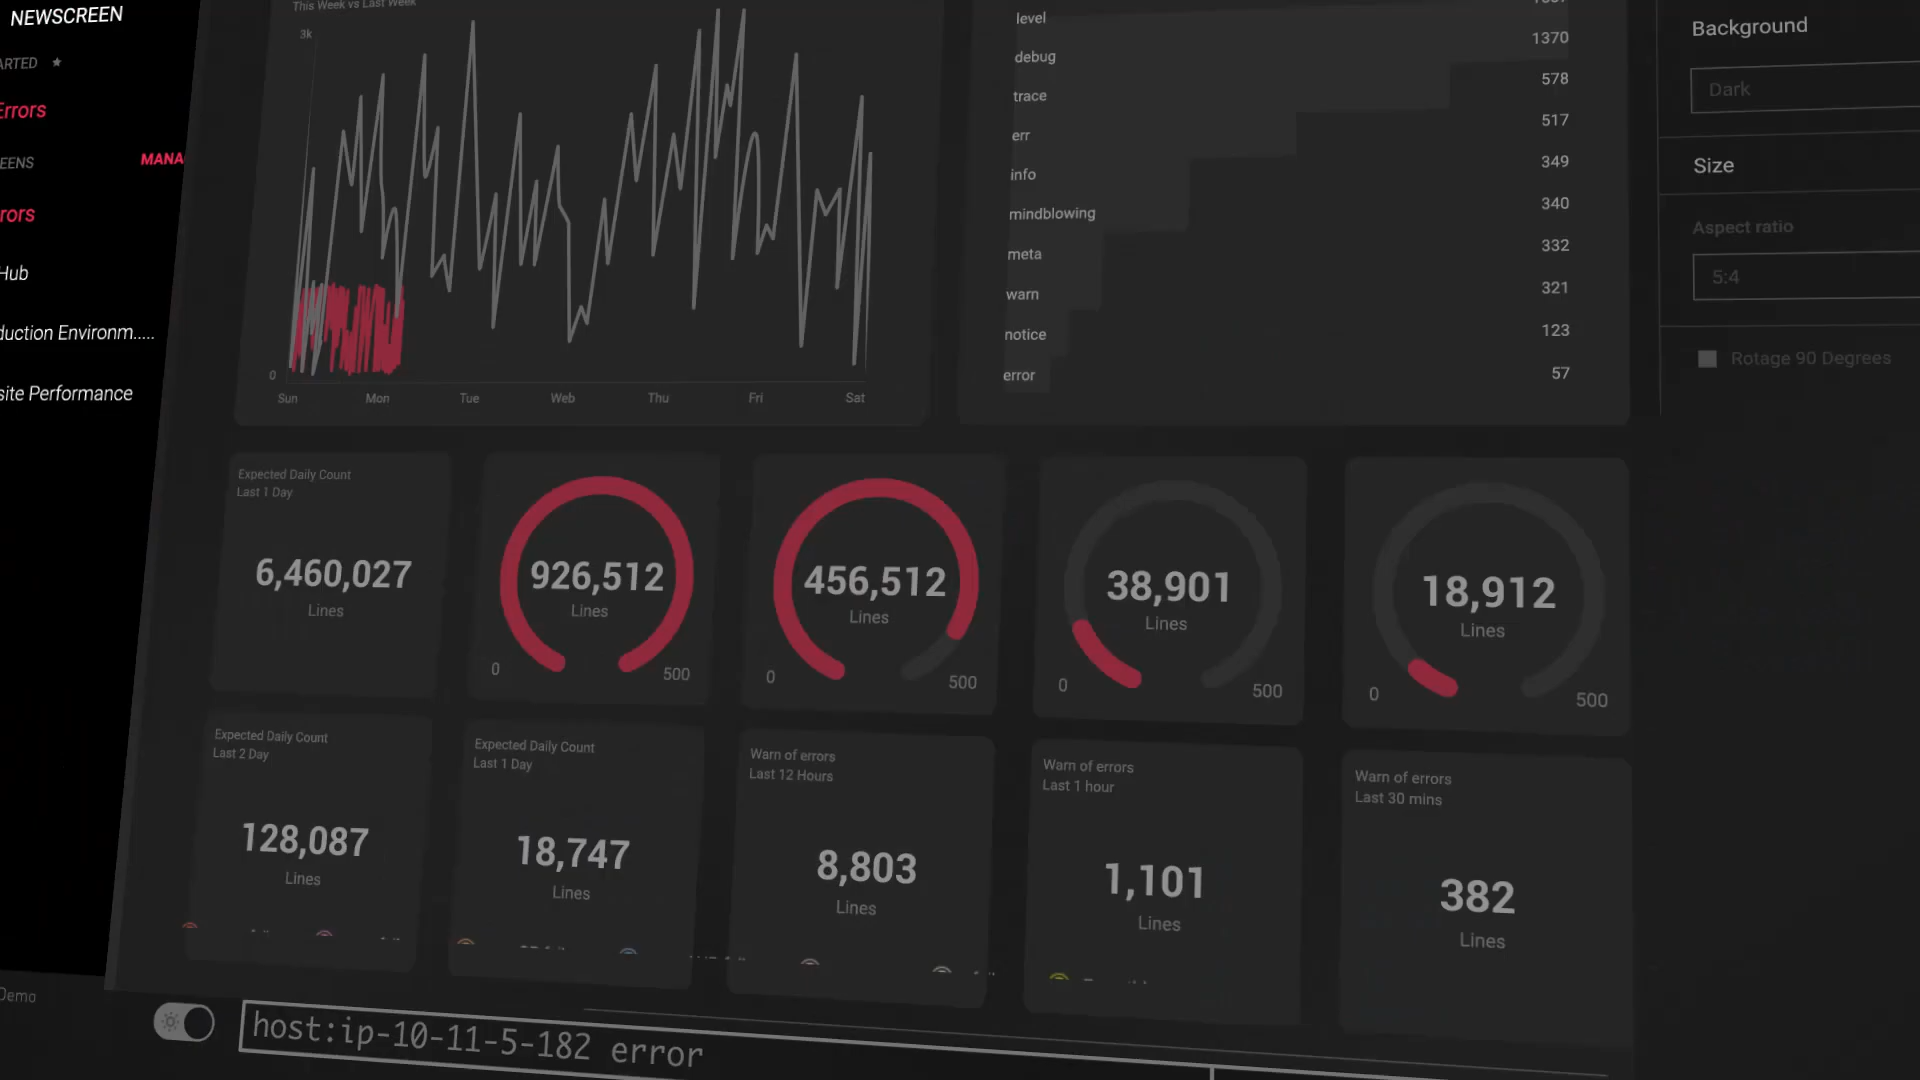 NEWSCREEN
ARTED
Errors
EENS
MANA
rors
Hub
duction Environm.....
site Performance
Demo
This Week vs Last Week
3k
0
Sun
Mon
Tue
Web
Thu
Fri
Sat
level
debug
1370
trace
578
err
517
info
349
mindblowing
340
meta
332
warn
321
notice
123
error
57
Background
Dark
Size
Aspect ratio
5:4
Rotage 90 Degrees
Expected Daily Count
Last 1 Day
6,460,027
Lines
926,512
Lines
0
500
456,512
Lines
0
500
38,901
Lines
0
500
18,912
Lines
0
500
Expected Daily Count
Last 2 Day
128,087
Lines
Expected Daily Count
Last 1 Day
18,747
Lines
Warn of errors
Last 12 Hours
8,803
Lines
Warn of errors
Last 1 hour
1,101
Lines
Warn of errors
Last 30 mins
382
Lines
host:ip-10-11-5-182 error